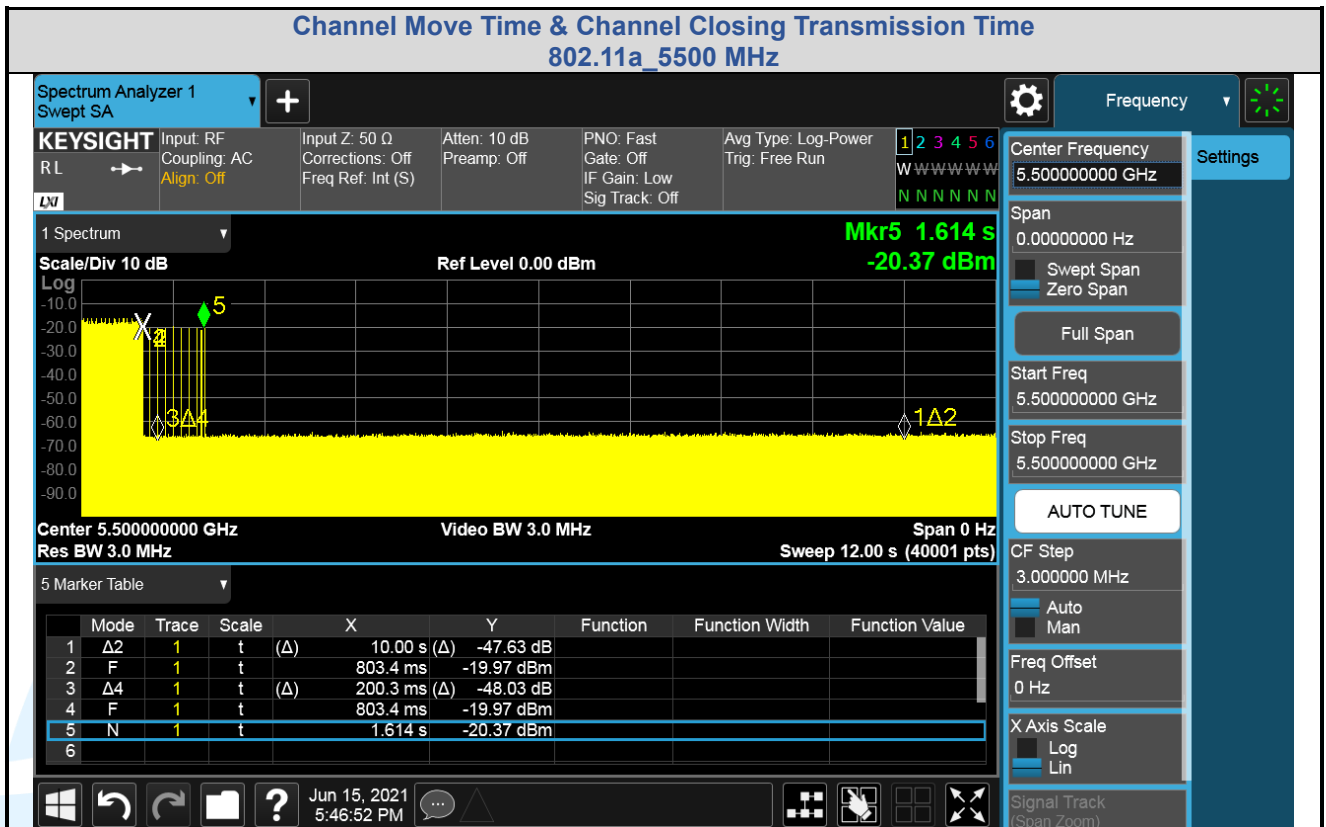 Channel Move Time & Channel Closing Transmission Time
802.11a_5500 MHz
Spectrum Analyzer 1
Swept SA
Frequency
KEYSIGHT
RL
LXI
Input: RF
Coupling: AC
Align: Off
Input Z: 50 Ω
Corrections: Off
Freq Ref: Int (S)
Atten: 10 dB
Preamp: Off
PNO: Fast
Gate: Off
IF Gain: Low
Sig Track: Off
Avg Type: Log-Power
Trig: Free Run
1 2 3 4 5 6
W W W W W W
N N N N N N
1 Spectrum
Mkr5 1.614 s
-20.37 dBm
Scale/Div 10 dB
Ref Level 0.00 dBm
Log
-10.0
-20.0
-30.0
-40.0
-50.0
-60.0
-70.0
-80.0
-90.0
5
3Δ4
1Δ2
Center 5.500000000 GHz
Video BW 3.0 MHz
Span 0 Hz
Res BW 3.0 MHz
Sweep 12.00 s (40001 pts)
5 Marker Table
Mode Trace Scale X Y Function Function Width Function Value
1 Δ2 1 t (Δ) 10.00 s (Δ) -47.63 dB
2 F 1 t 803.4 ms -19.97 dBm
3 Δ4 1 t (Δ) 200.3 ms (Δ) -48.03 dB
4 F 1 t 803.4 ms -19.97 dBm
5 N 1 t 1.614 s -20.37 dBm
6
Jun 15, 2021
5:46:52 PM
Center Frequency
5.500000000 GHz
Settings
Span
0.00000000 Hz
Swept Span
Zero Span
Full Span
Start Freq
5.500000000 GHz
Stop Freq
5.500000000 GHz
AUTO TUNE
CF Step
3.000000 MHz
Auto
Man
Freq Offset
0 Hz
X Axis Scale
Log
Lin
Signal Track
(Span Zoom)